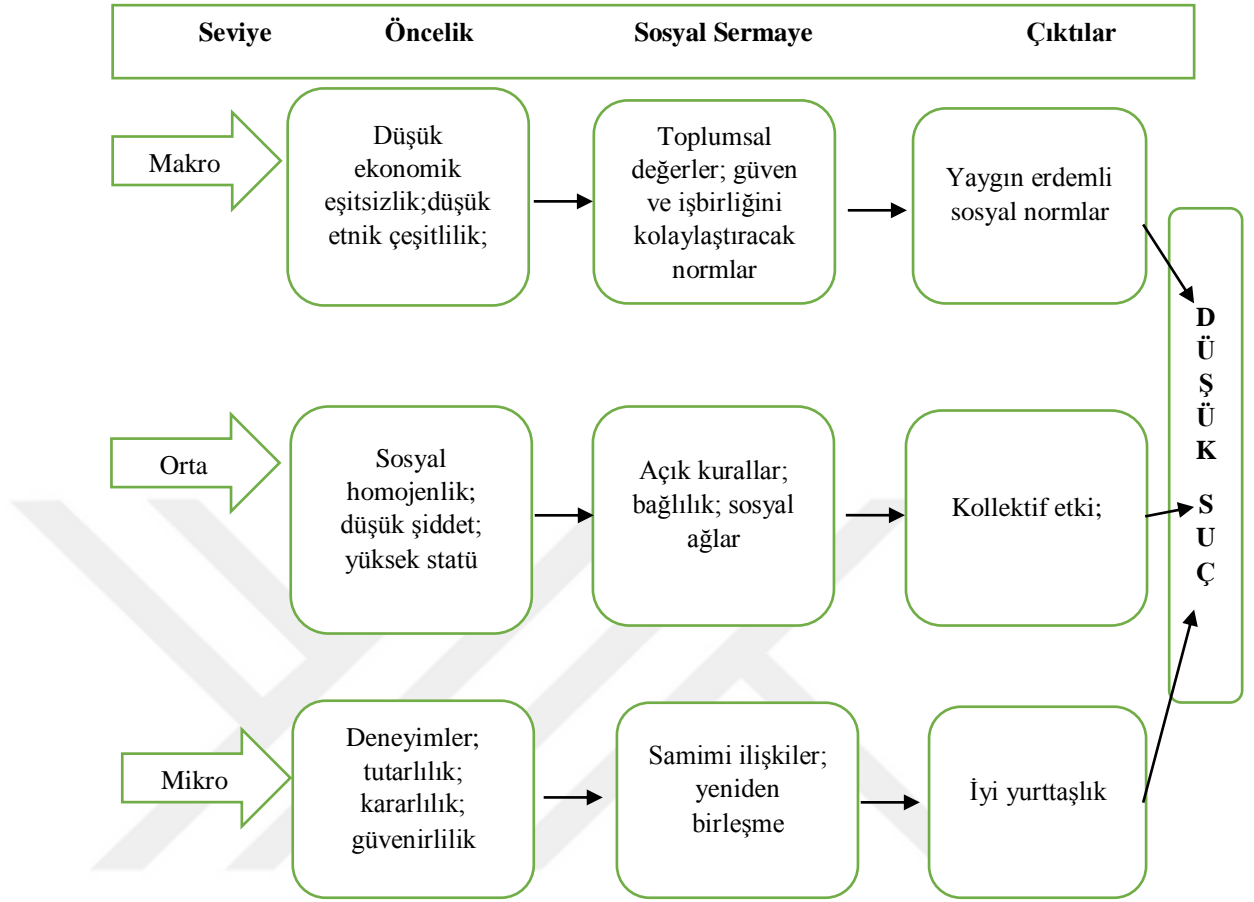 Seviye Öncelik Sosyal Sermaye Çıktılar
Makro
Düşük
ekonomik
eşitsizlik;düşük
etnik çeşitlilik;
Toplumsal
değerler; güven
ve işbirliğini
kolaylaştıracak
normlar
Yaygın erdemli
sosyal normlar
Orta
Sosyal
homojenlik;
düşük şiddet;
yüksek statü
Açık kurallar;
bağlılık; sosyal
ağlar
Kollektif etki;
Mikro
Deneyimler;
tutarlılık;
kararlılık;
güvenirlilik
Samimi ilişkiler;
yeniden
birleşme
İyi yurttaşlık
D
Ü
Ş
Ü
K
S
U
Ç